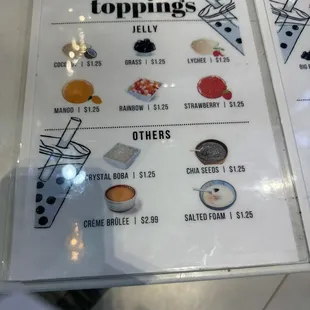 toppings
JELLY
COCONUT | $1.25
GRASS | $1.25
LYCHEE | $1.25
MANGO | $1.25
RAINBOW | $1.25
STRAWBERRY | $1.25
OTHERS
CRYSTAL BOBA | $1.25
CHIA SEEDS | $1.25
CRÈME BRÛLEE | $2.99
SALTED FOAM | $1.25